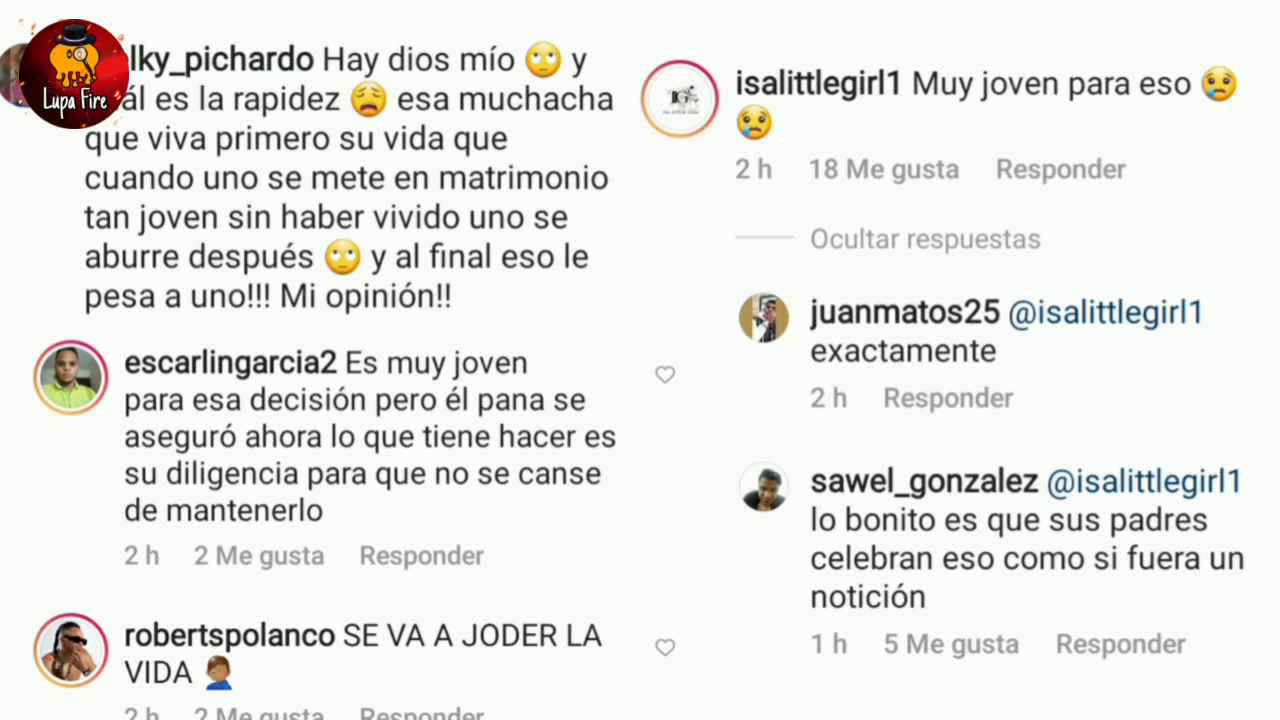 Lupa Fire
lky_pichardo Hay dios mío 🙄 y
ál es la rapidez 😩 esa muchacha
que viva primero su vida que
cuando uno se mete en matrimonio
tan joven sin haber vivido uno se
aburre después 🙄 y al final eso le
pesa a uno!!! Mi opinión!!
escarlingarcia2 Es muy joven
para esa decisión pero él pana se
aseguró ahora lo que tiene hacer es
su diligencia para que no se canse
de mantenerlo
2 h 2 Me gusta Responder
robertspolanco SE VA A JODER LA
VIDA 🤦🏽‍♂️
2 h 2 Me gusta Responder
isalittlegirl1 Muy joven para eso 😢
😢
2 h 18 Me gusta Responder
Ocultar respuestas
juanmatos25 @isalittlegirl1
exactamente
2 h Responder
sawel_gonzalez @isalittlegirl1
lo bonito es que sus padres
celebran eso como si fuera un
notición
1 h 5 Me gusta Responder